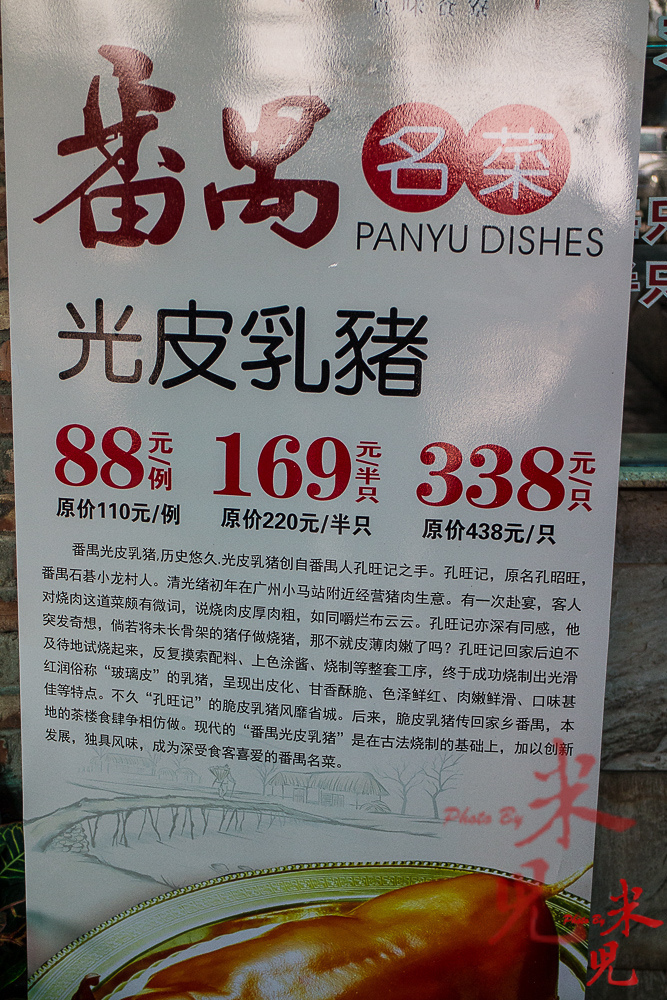 真味食寮
番禺 名菜
PANYU DISHES
光皮乳豬
88元/例 169元/半只 338元/只
原价110元/例 原价220元/半只 原价438元/只
番禺光皮乳猪,历史悠久.光皮乳猪创自番禺人孔旺记之手。孔旺记，原名孔昭旺，
番禺石碁小龙村人。清光绪初年在广州小马站附近经营猪肉生意。有一次赴宴，客人
对烧肉这道菜颇有微词，说烧肉皮厚肉粗，如同嚼烂布云云。孔旺记亦深有同感，他
突发奇想，倘若将未长骨架的猪仔做烧猪，那不就皮薄肉嫩了吗？孔旺记回家后迫不
及待地试烧起来，反复摸索配料、上色涂酱、烧制等整套工序，终于成功烧制出光滑
红润俗称“玻璃皮”的乳猪，呈现出皮化、甘香酥脆、色泽鲜红、肉嫩鲜滑、口味甚
佳等特点。不久“孔旺记”的脆皮乳猪风靡省城。后来，脆皮乳猪传回家乡番禺，本
地的茶楼食肆争相仿做。现代的“番禺光皮乳猪”是在古法烧制的基础上，加以创新
发展，独具风味，成为深受食客喜爱的番禺名菜。
Photo By 米见
Photo By 米见